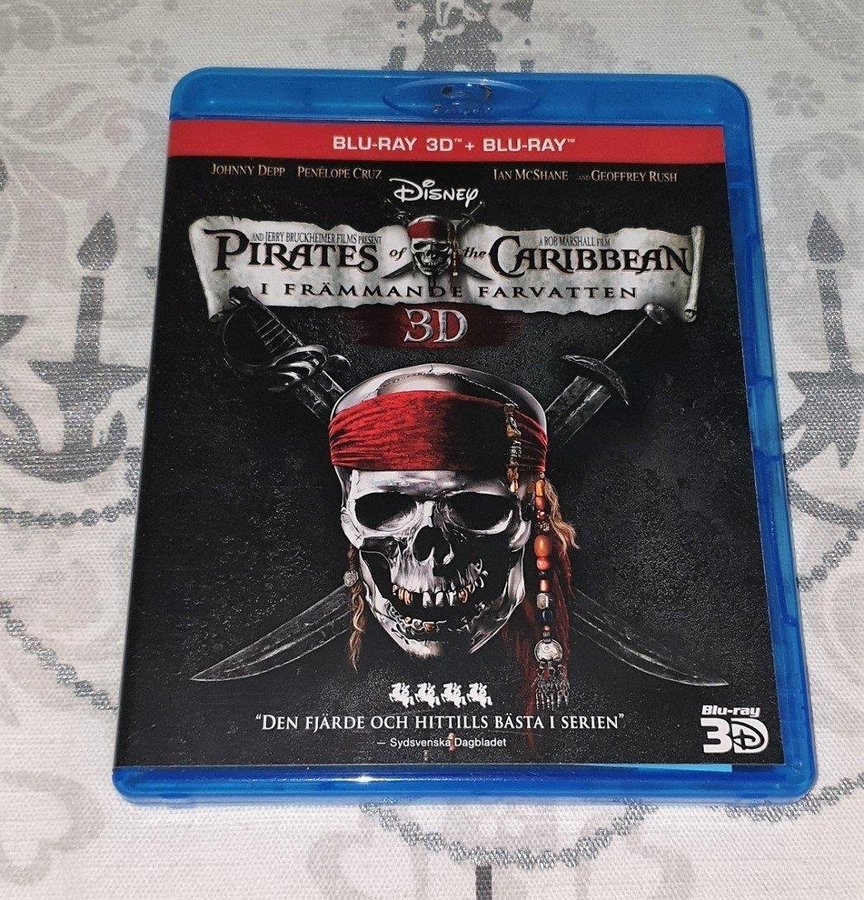 BLU-RAY 3D™ + BLU-RAY™
JOHNNY DEPP PENÉLOPE CRUZ IAN MCSHANE AND GEOFFREY RUSH
DISNEY
AND JERRY BRUCKHEIMER FILMS PRESENT A ROB MARSHALL FILM
PIRATES of the CARIBBEAN
I FRÄMMANDE FARVATTEN
3D
"DEN FJÄRDE OCH HITTILLS BÄSTA I SERIEN"
– Sydsvenska Dagbladet
Blu-ray
3D